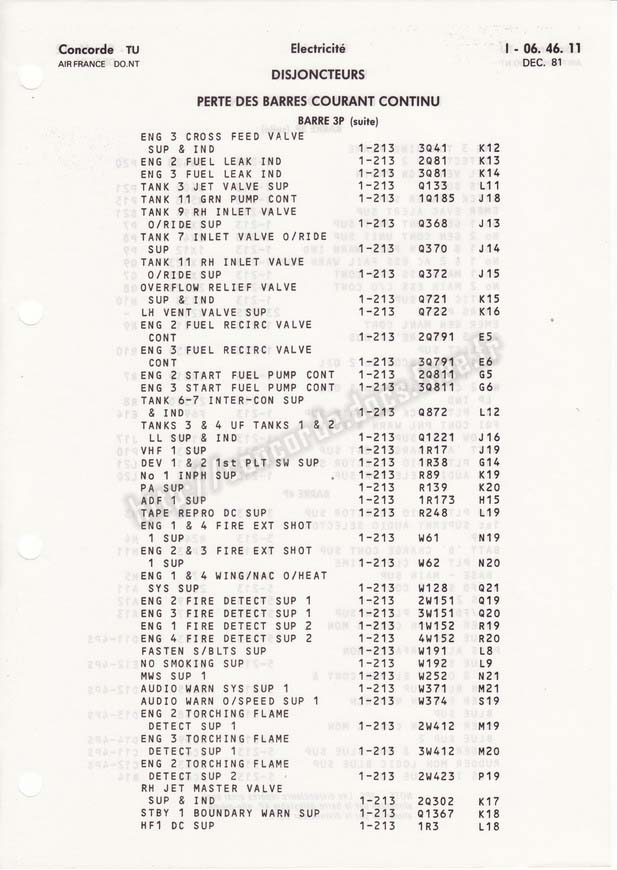 Concorde TU
Electricité
I - 06. 46. 11
AIR FRANCE DO.NT
DEC. 81
DISJONCTEURS
PERTE DES BARRES COURANT CONTINU
BARRE 3P (suite)
ENG 3 CROSS FEED VALVE
SUP & IND 1-213 3Q41 K12
ENG 2 FUEL LEAK IND 1-213 2Q81 K13
ENG 3 FUEL LEAK IND 1-213 3Q81 K14
TANK 3 JET VALVE SUP 1-213 Q133 L11
TANK 11 GRN PUMP CONT 1-213 1Q185 J18
TANK 9 RH INLET VALVE
O/RIDE SUP 1-213 Q368 J13
TANK 7 INLET VALVE O/RIDE
SUP 1-213 Q370 J14
TANK 11 RH INLET VALVE
O/RIDE SUP 1-213 Q372 J15
OVERFLOW RELIEF VALVE
SUP & IND 1-213 Q721 K15
LH VENT VALVE SUP 1-213 Q722 K16
ENG 2 FUEL RECIRC VALVE
CONT 1-213 2Q791 E5
ENG 3 FUEL RECIRC VALVE
CONT 1-213 3Q791 E6
ENG 2 START FUEL PUMP CONT 1-213 2Q811 G5
ENG 3 START FUEL PUMP CONT 1-213 3Q811 G6
TANK 6-7 INTER-CON SUP
& IND 1-213 Q872 L12
TANKS 3 & 4 UF TANKS 1 & 2
LL SUP & IND 1-213 Q1221 J16
VHF 1 SUP 1-213 1R17 J19
DEV 1 & 2 1st PLT SW SUP 1-213 1R38 G14
No 1 INPH SUP 1-213 R89 K19
PA SUP 1-213 R139 K20
ADF 1 SUP 1-213 1R173 H15
TAPE REPRO DC SUP 1-213 R248 L19
ENG 1 & 4 FIRE EXT SHOT
1 SUP 1-213 W61 N19
ENG 2 & 3 FIRE EXT SHOT
1 SUP 1-213 W62 N20
ENG 1 & 4 WING/NAC O/HEAT
SYS SUP 1-213 W128 Q21
ENG 2 FIRE DETECT SUP 1 1-213 2W151 Q19
ENG 3 FIRE DETECT SUP 1 1-213 3W151 Q20
ENG 1 FIRE DETECT SUP 2 1-213 1W152 R19
ENG 4 FIRE DETECT SUP 2 1-213 4W152 R20
FASTEN S/BLTS SUP 1-213 W191 L8
NO SMOKING SUP 1-213 W192 L9
MWS SUP 1 1-213 W252 N21
AUDIO WARN SYS SUP 1 1-213 W371 M21
AUDIO WARN O/SPEED SUP 1 1-213 W374 S19
ENG 2 TORCHING FLAME
DETECT SUP 1 1-213 2W412 M19
ENG 3 TORCHING FLAME
DETECT SUP 1 1-213 3W412 M20
ENG 2 TORCHING FLAME
DETECT SUP 2 1-213 2W423 P19
RH JET MASTER VALVE
SUP & IND 1-213 2Q302 K17
STBY 1 BOUNDARY WARN SUP 1-213 Q1367 K18
HF1 DC SUP 1-213 1R3 L18